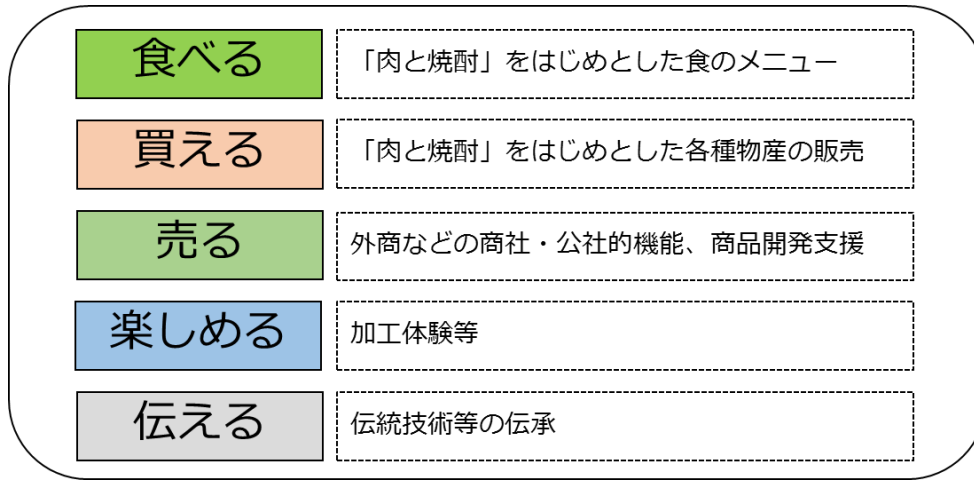 食べる
「肉と焼酎」をはじめとした食のメニュー
買える
「肉と焼酎」をはじめとした各種物産の販売
売る
外商などの商社・公社的機能、商品開発支援
楽しめる
加工体験等
伝える
伝統技術等の伝承